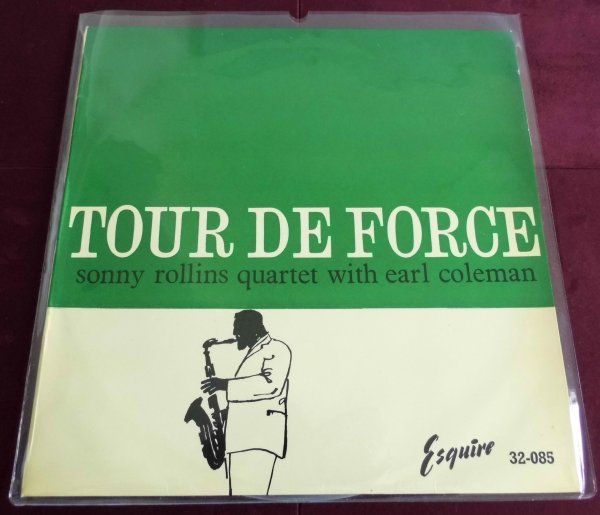 TOUR DE FORCE
sonny rollins quartet with earl coleman
Esquire 32-085